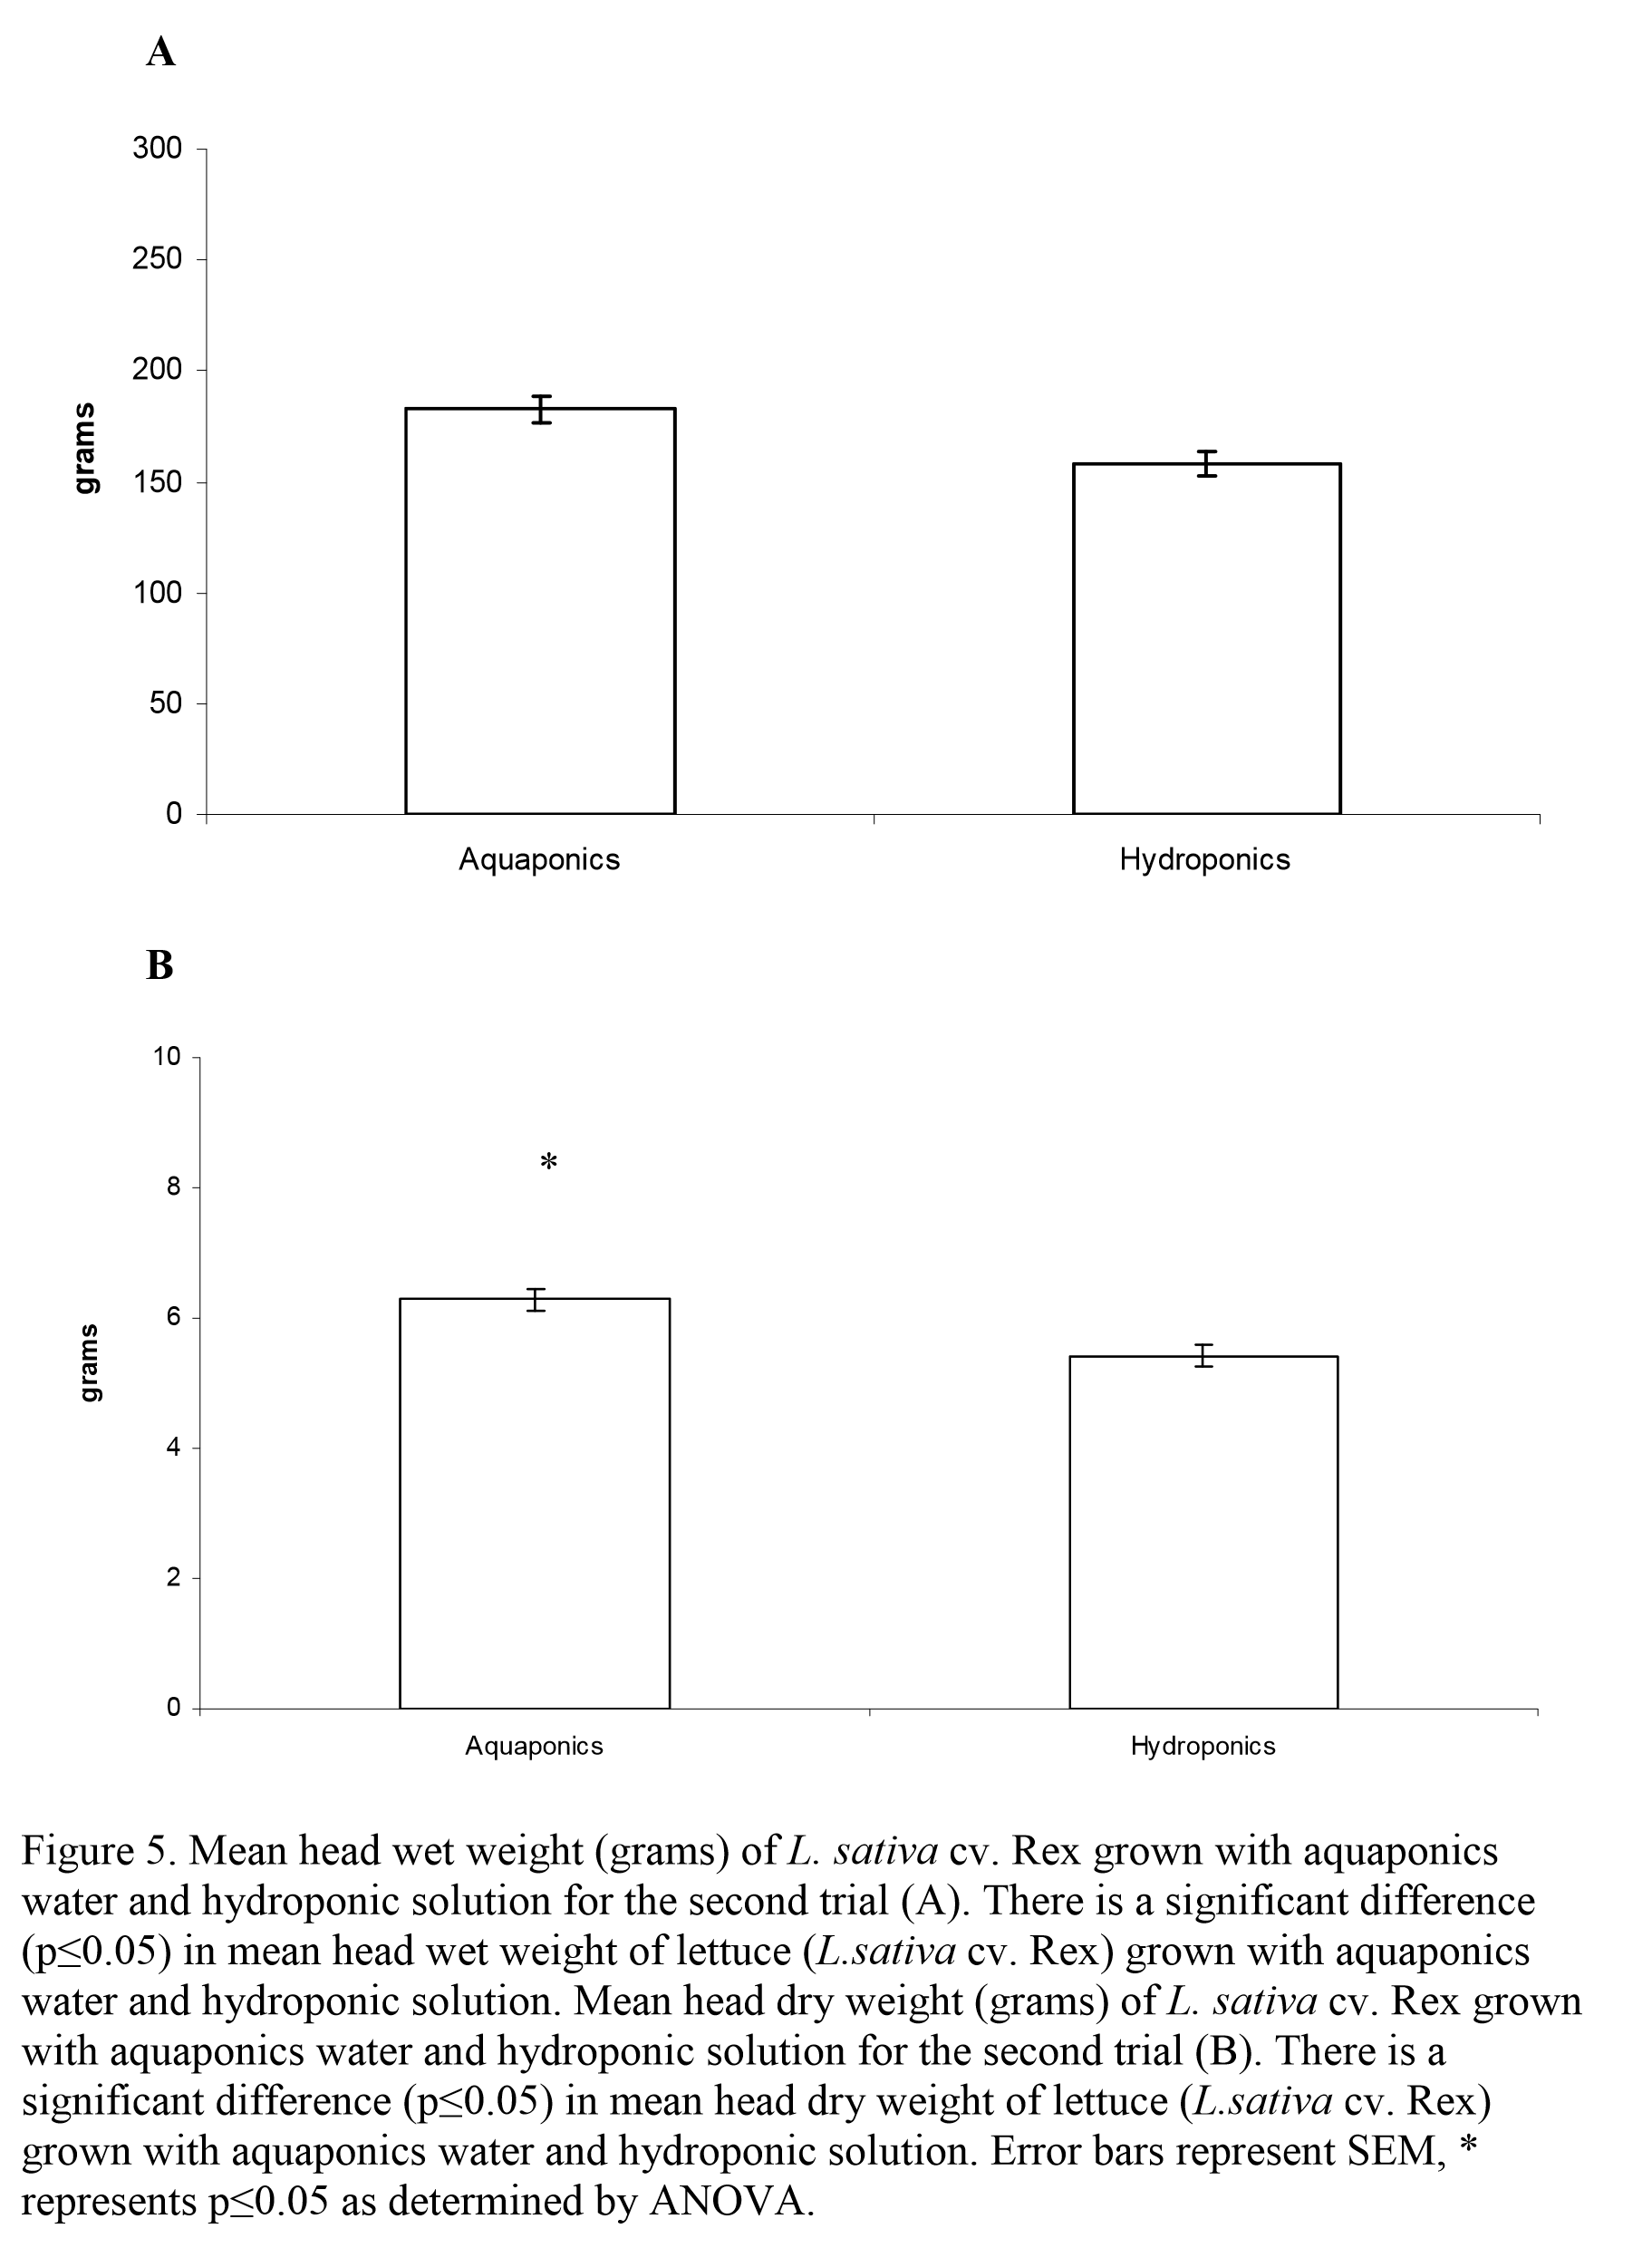 A
300
250
200
150
100
50
0
grams
Aquaponics Hydroponics
B
10
8
6
4
2
0
grams
*
Aquaponics Hydroponics
Figure 5. Mean head wet weight (grams) of L. sativa cv. Rex grown with aquaponics
water and hydroponic solution for the second trial (A). There is a significant difference
(p≤0.05) in mean head wet weight of lettuce (L.sativa cv. Rex) grown with aquaponics
water and hydroponic solution. Mean head dry weight (grams) of L. sativa cv. Rex grown
with aquaponics water and hydroponic solution for the second trial (B). There is a
significant difference (p≤0.05) in mean head dry weight of lettuce (L.sativa cv. Rex)
grown with aquaponics water and hydroponic solution. Error bars represent SEM, *
represents p≤0.05 as determined by ANOVA.